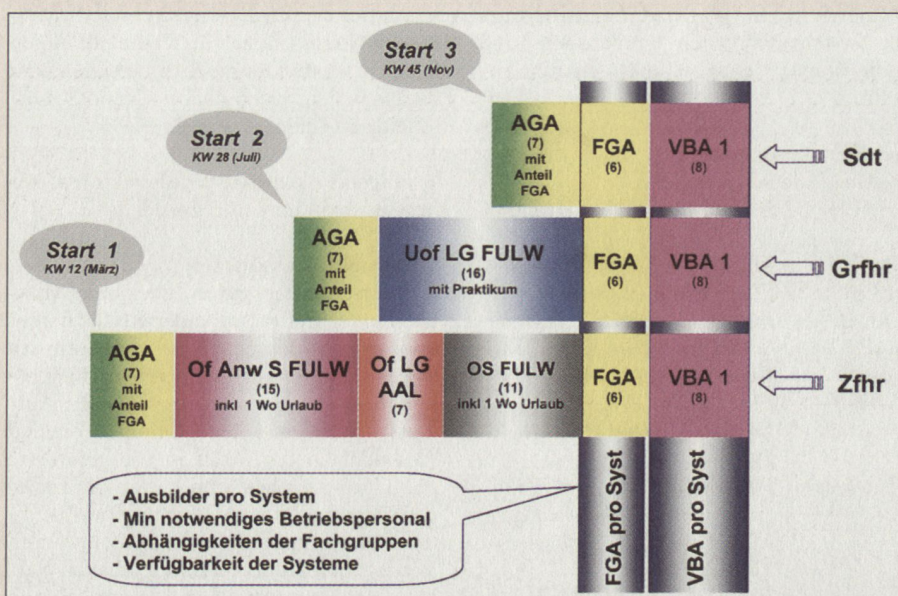 Start 3
KW 45 (Nov)
AGA
(7)
mit
Anteil
FGA
FGA
(6)
VBA 1
(8)
Sdt
Start 2
KW 28 (Juli)
AGA
(7)
mit
Anteil
FGA
Uof LG FULW
(16)
mit Praktikum
FGA
(6)
VBA 1
(8)
Grfhr
Start 1
KW 12 (März)
AGA
(7)
mit
Anteil
FGA
Of Anw S FULW
(15)
inkl 1 Wo Urlaub
Of LG
AAL
(7)
OS FULW
(11)
inkl 1 Wo Urlaub
FGA
(6)
VBA 1
(8)
Zfhr
- Ausbilder pro System
- Min notwendiges Betriebspersonal
- Abhängigkeiten der Fachgruppen
- Verfügbarkeit der Systeme
FGA pro Syst
VBA pro Syst